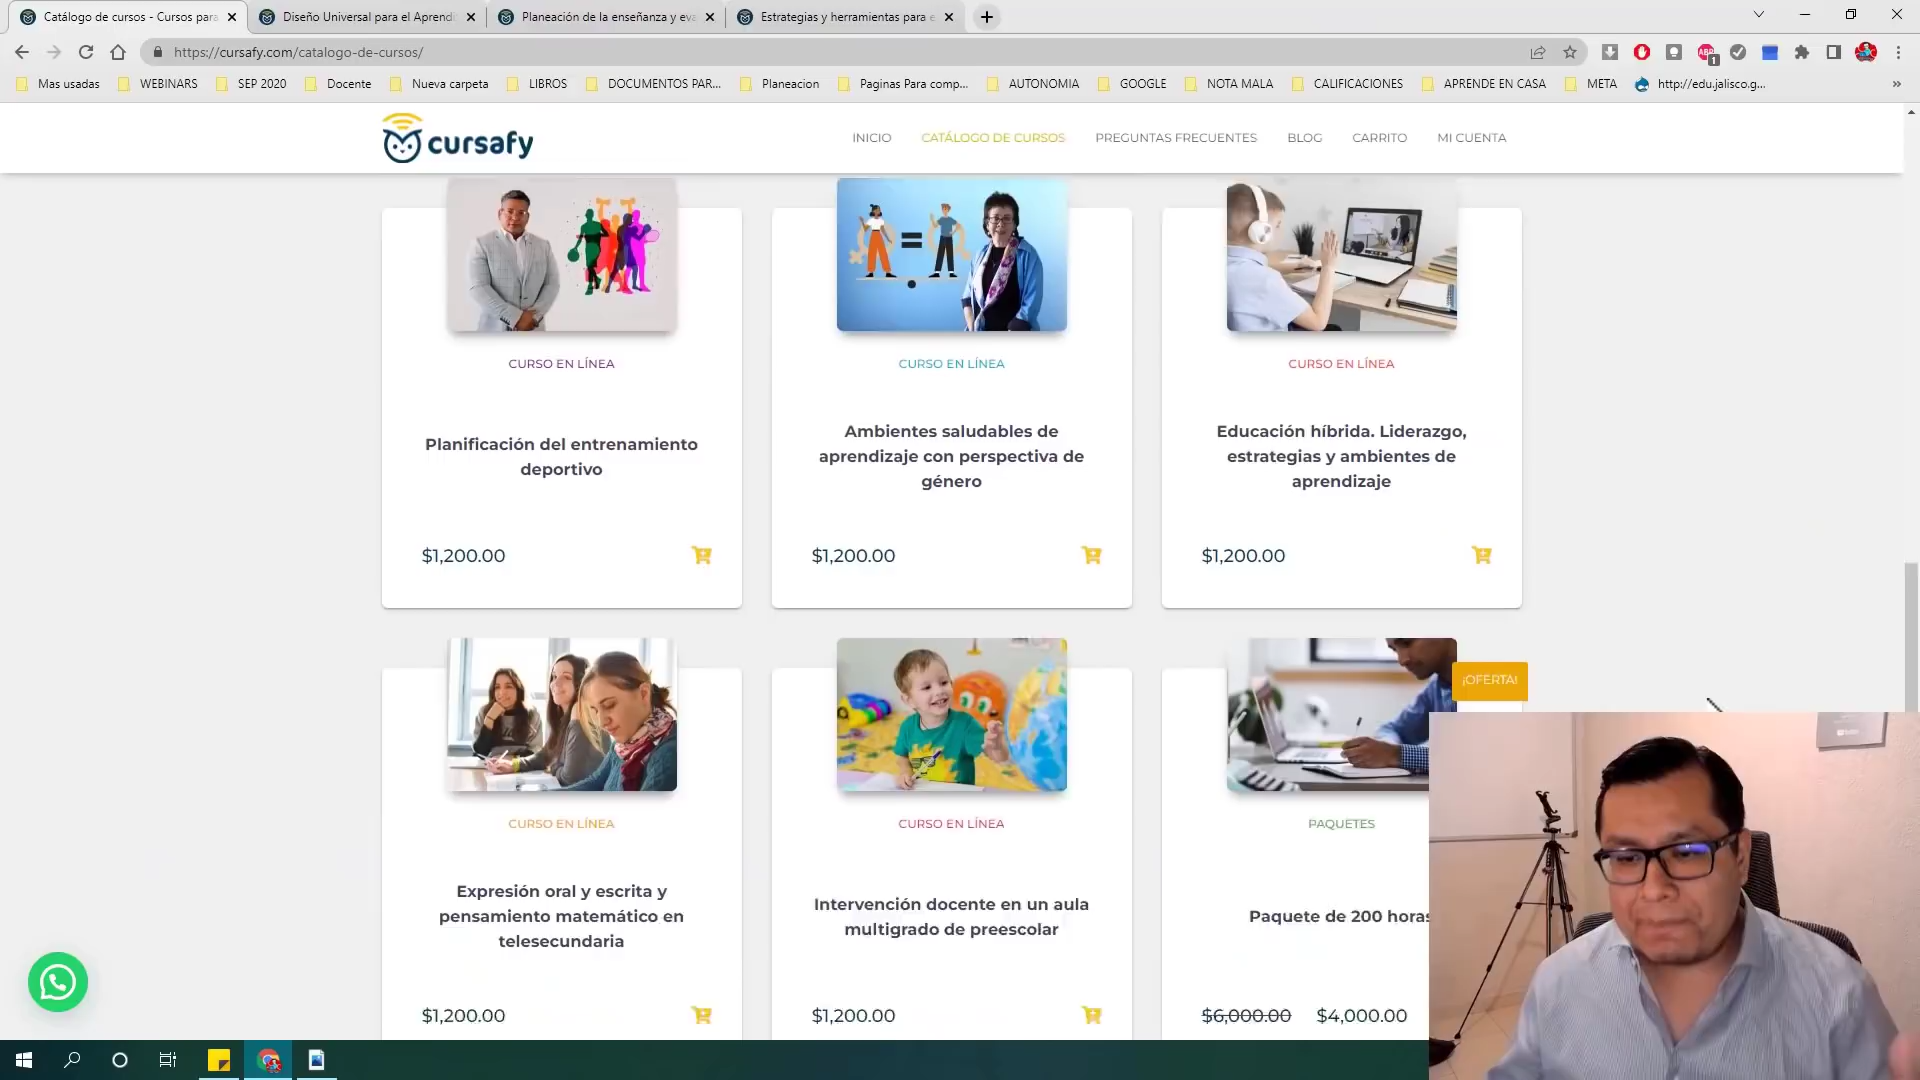 Catálogo de cursos - Cursos para
Diseño Universal para el Aprendi
Planeación de la enseñanza y eva
Estrategias y herramientas para e
https://cursafy.com/catalogo-de-cursos/
ABP
1
Mas usadas
WEBINARS
SEP 2020
Docente
Nueva carpeta
LIBROS
DOCUMENTOS PAR...
Planeacion
Paginas Para comp...
AUTONOMIA
GOOGLE
NOTA MALA
CALIFICACIONES
APRENDE EN CASA
META
http://edu.jalisco.g...
cursafy
INICIO
CATÁLOGO DE CURSOS
PREGUNTAS FRECUENTES
BLOG
CARRITO
MI CUENTA
CURSO EN LÍNEA
Planificación del entrenamiento
deportivo
$1,200.00
CURSO EN LÍNEA
Ambientes saludables de
aprendizaje con perspectiva de
género
$1,200.00
CURSO EN LÍNEA
Educación híbrida. Liderazgo,
estrategias y ambientes de
aprendizaje
$1,200.00
CURSO EN LÍNEA
Expresión oral y escrita y
pensamiento matemático en
telesecundaria
$1,200.00
CURSO EN LÍNEA
Intervención docente en un aula
multigrado de preescolar
$1,200.00
¡OFERTA!
PAQUETES
Paquete de 200 horas
$6,000.00 $4,000.00